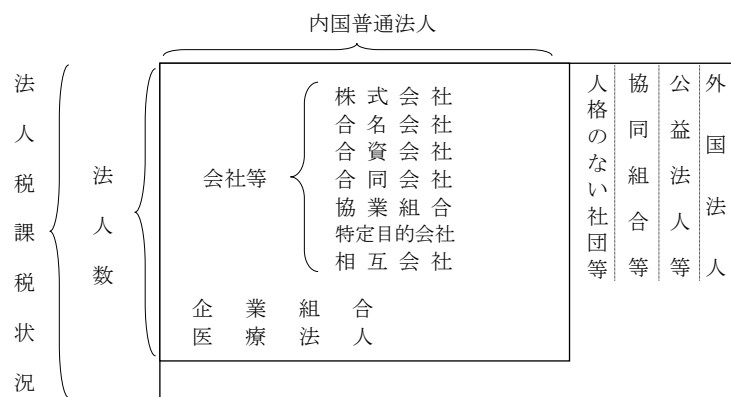 内国普通法人
法人税課税状況
法人数
会社等
株式会社
合名会社
合資会社
合同会社
協業組合
特定目的会社
相互会社
企業組合
医療法人
人格のない社団等
協同組合等
公益法人等
外国法人